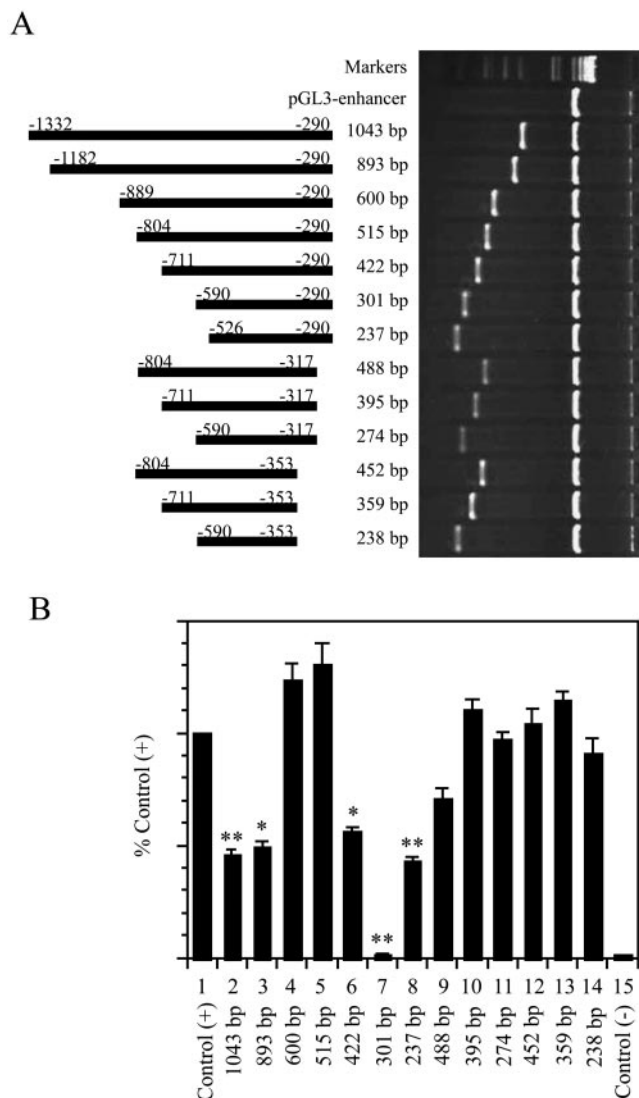 A
Markers
pGL3-enhancer
-1332 -290 1043 bp
-1182 -290 893 bp
-889 -290 600 bp
-804 -290 515 bp
-711 -290 422 bp
-590 -290 301 bp
-526 -290 237 bp
-804 -317 488 bp
-711 -317 395 bp
-590 -317 274 bp
-804 -353 452 bp
-711 -353 359 bp
-590 -353 238 bp
B
% Control (+)
** * * ** **
1 2 3 4 5 6 7 8 9 10 11 12 13 14 15
Control (+)
1043 bp
893 bp
600 bp
515 bp
422 bp
301 bp
237 bp
488 bp
395 bp
274 bp
452 bp
359 bp
238 bp
Control (-)